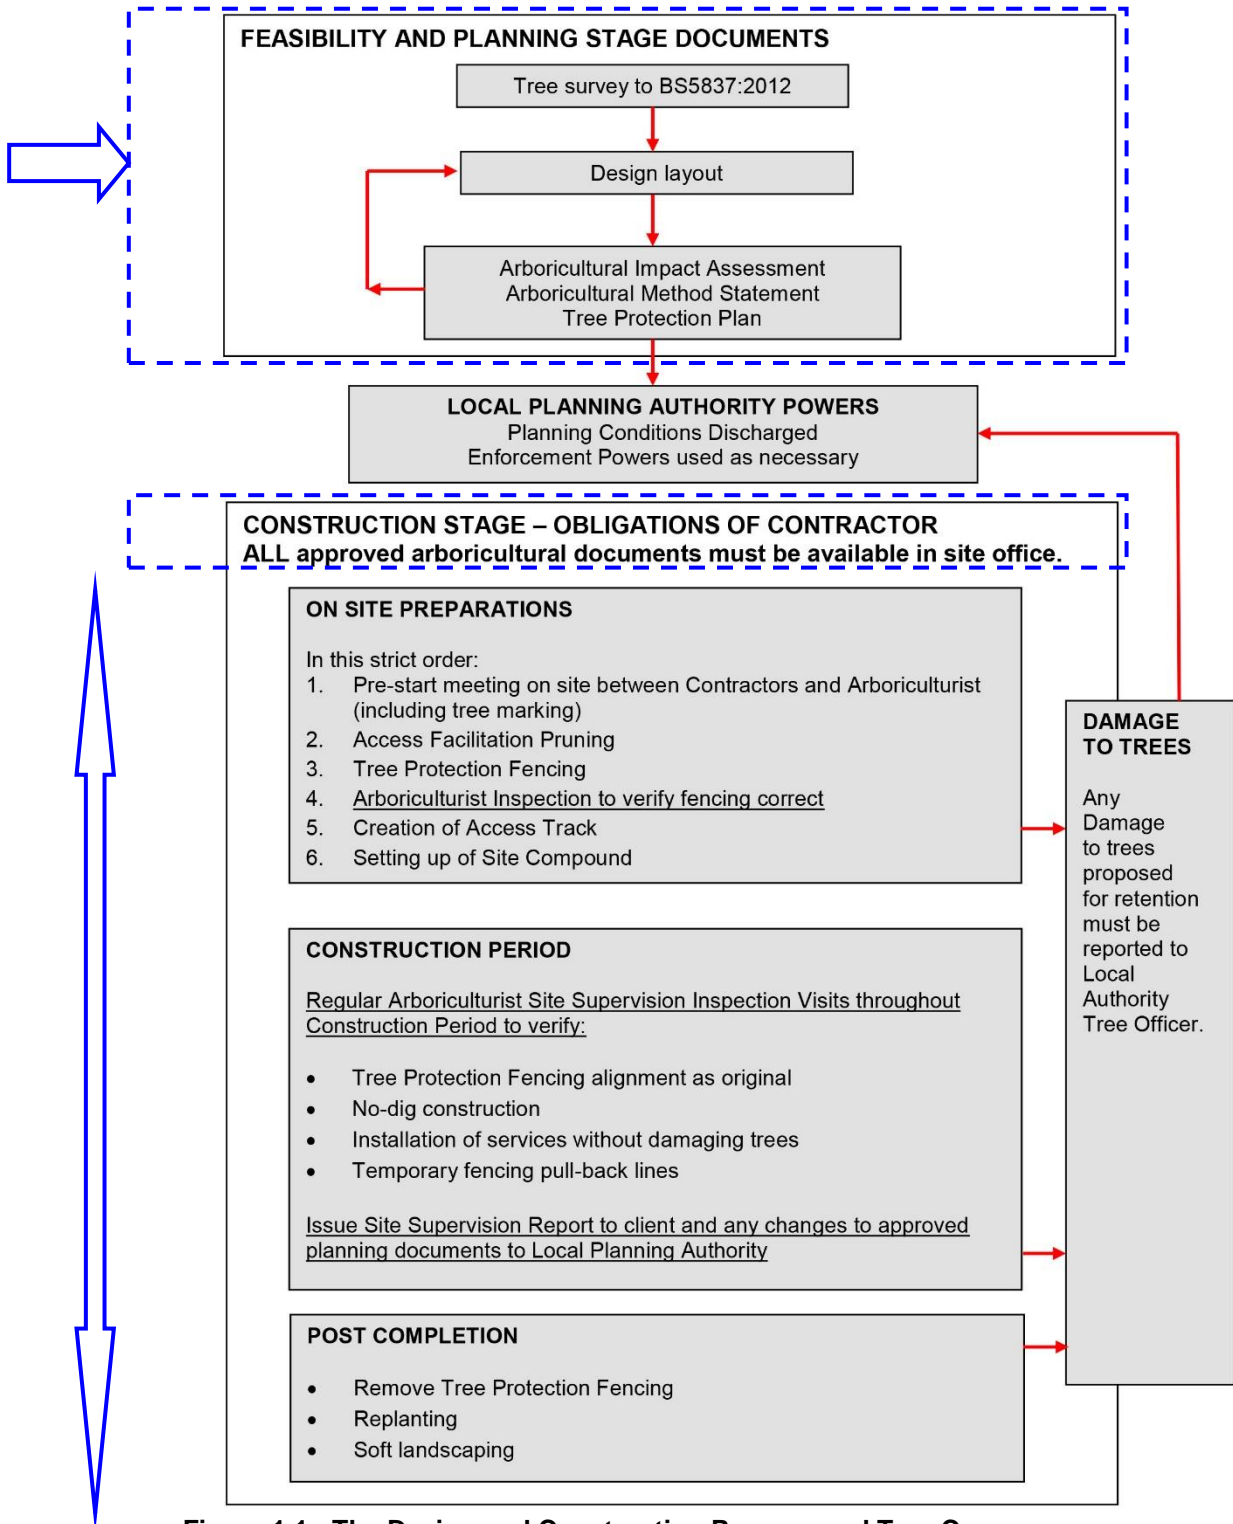 FEASIBILITY AND PLANNING STAGE DOCUMENTS
Tree survey to BS5837:2012
Design layout
Arboricultural Impact Assessment
Arboricultural Method Statement
Tree Protection Plan
LOCAL PLANNING AUTHORITY POWERS
Planning Conditions Discharged
Enforcement Powers used as necessary
CONSTRUCTION STAGE – OBLIGATIONS OF CONTRACTOR
ALL approved arboricultural documents must be available in site office.
ON SITE PREPARATIONS
In this strict order:
1. Pre-start meeting on site between Contractors and Arboriculturist
(including tree marking)
2. Access Facilitation Pruning
3. Tree Protection Fencing
4. Arboriculturist Inspection to verify fencing correct
5. Creation of Access Track
6. Setting up of Site Compound
DAMAGE
TO TREES
Any
Damage
to trees
proposed
for retention
must be
reported to
Local
Authority
Tree Officer.
CONSTRUCTION PERIOD
Regular Arboriculturist Site Supervision Inspection Visits throughout
Construction Period to verify:
• Tree Protection Fencing alignment as original
• No-dig construction
• Installation of services without damaging trees
• Temporary fencing pull-back lines
Issue Site Supervision Report to client and any changes to approved
planning documents to Local Planning Authority
POST COMPLETION
• Remove Tree Protection Fencing
• Replanting
• Soft landscaping